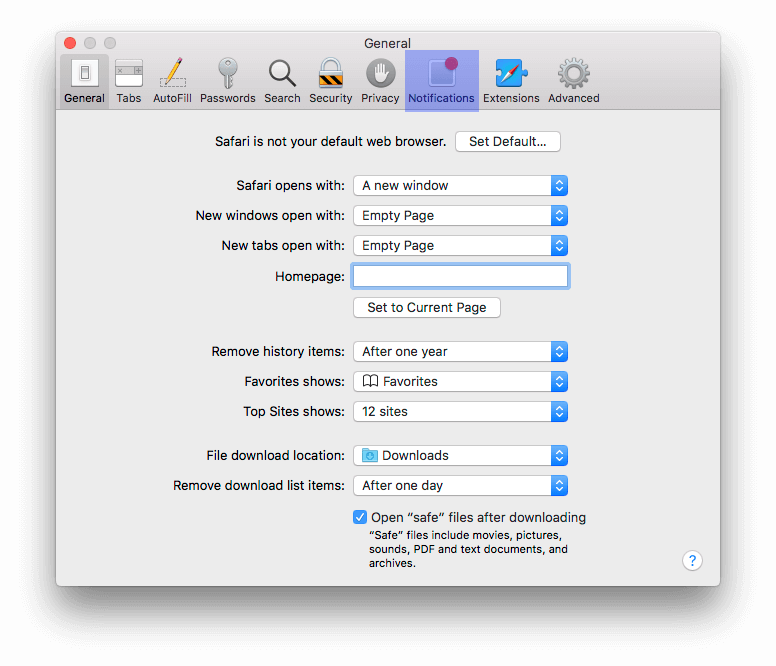 General
General Tabs AutoFill Passwords Search Security Privacy Notifications Extensions Advanced
Safari is not your default web browser. Set Default...
Safari opens with: A new window
New windows open with: Empty Page
New tabs open with: Empty Page
Homepage:
Set to Current Page
Remove history items: After one year
Favorites shows: Favorites
Top Sites shows: 12 sites
File download location: Downloads
Remove download list items: After one day
Open “safe” files after downloading
“Safe” files include movies, pictures,
sounds, PDF and text documents, and
archives.
?